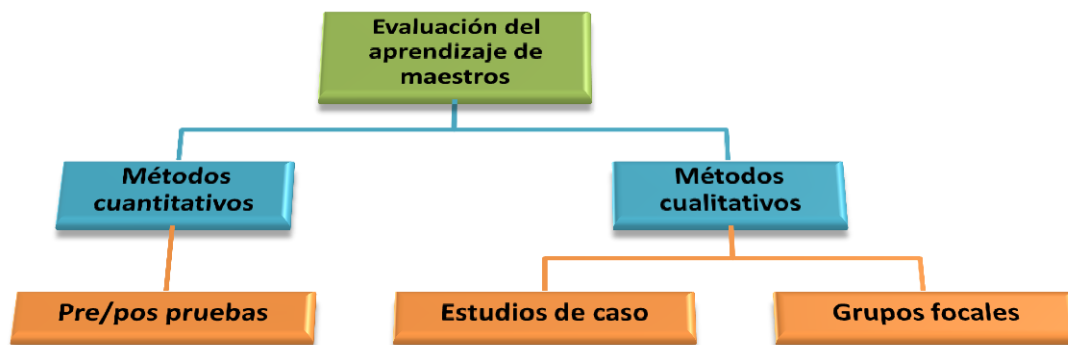 Evaluación del
aprendizaje de
maestros
Métodos
cuantitativos
Métodos
cualitativos
Pre/pos pruebas
Estudios de caso
Grupos focales